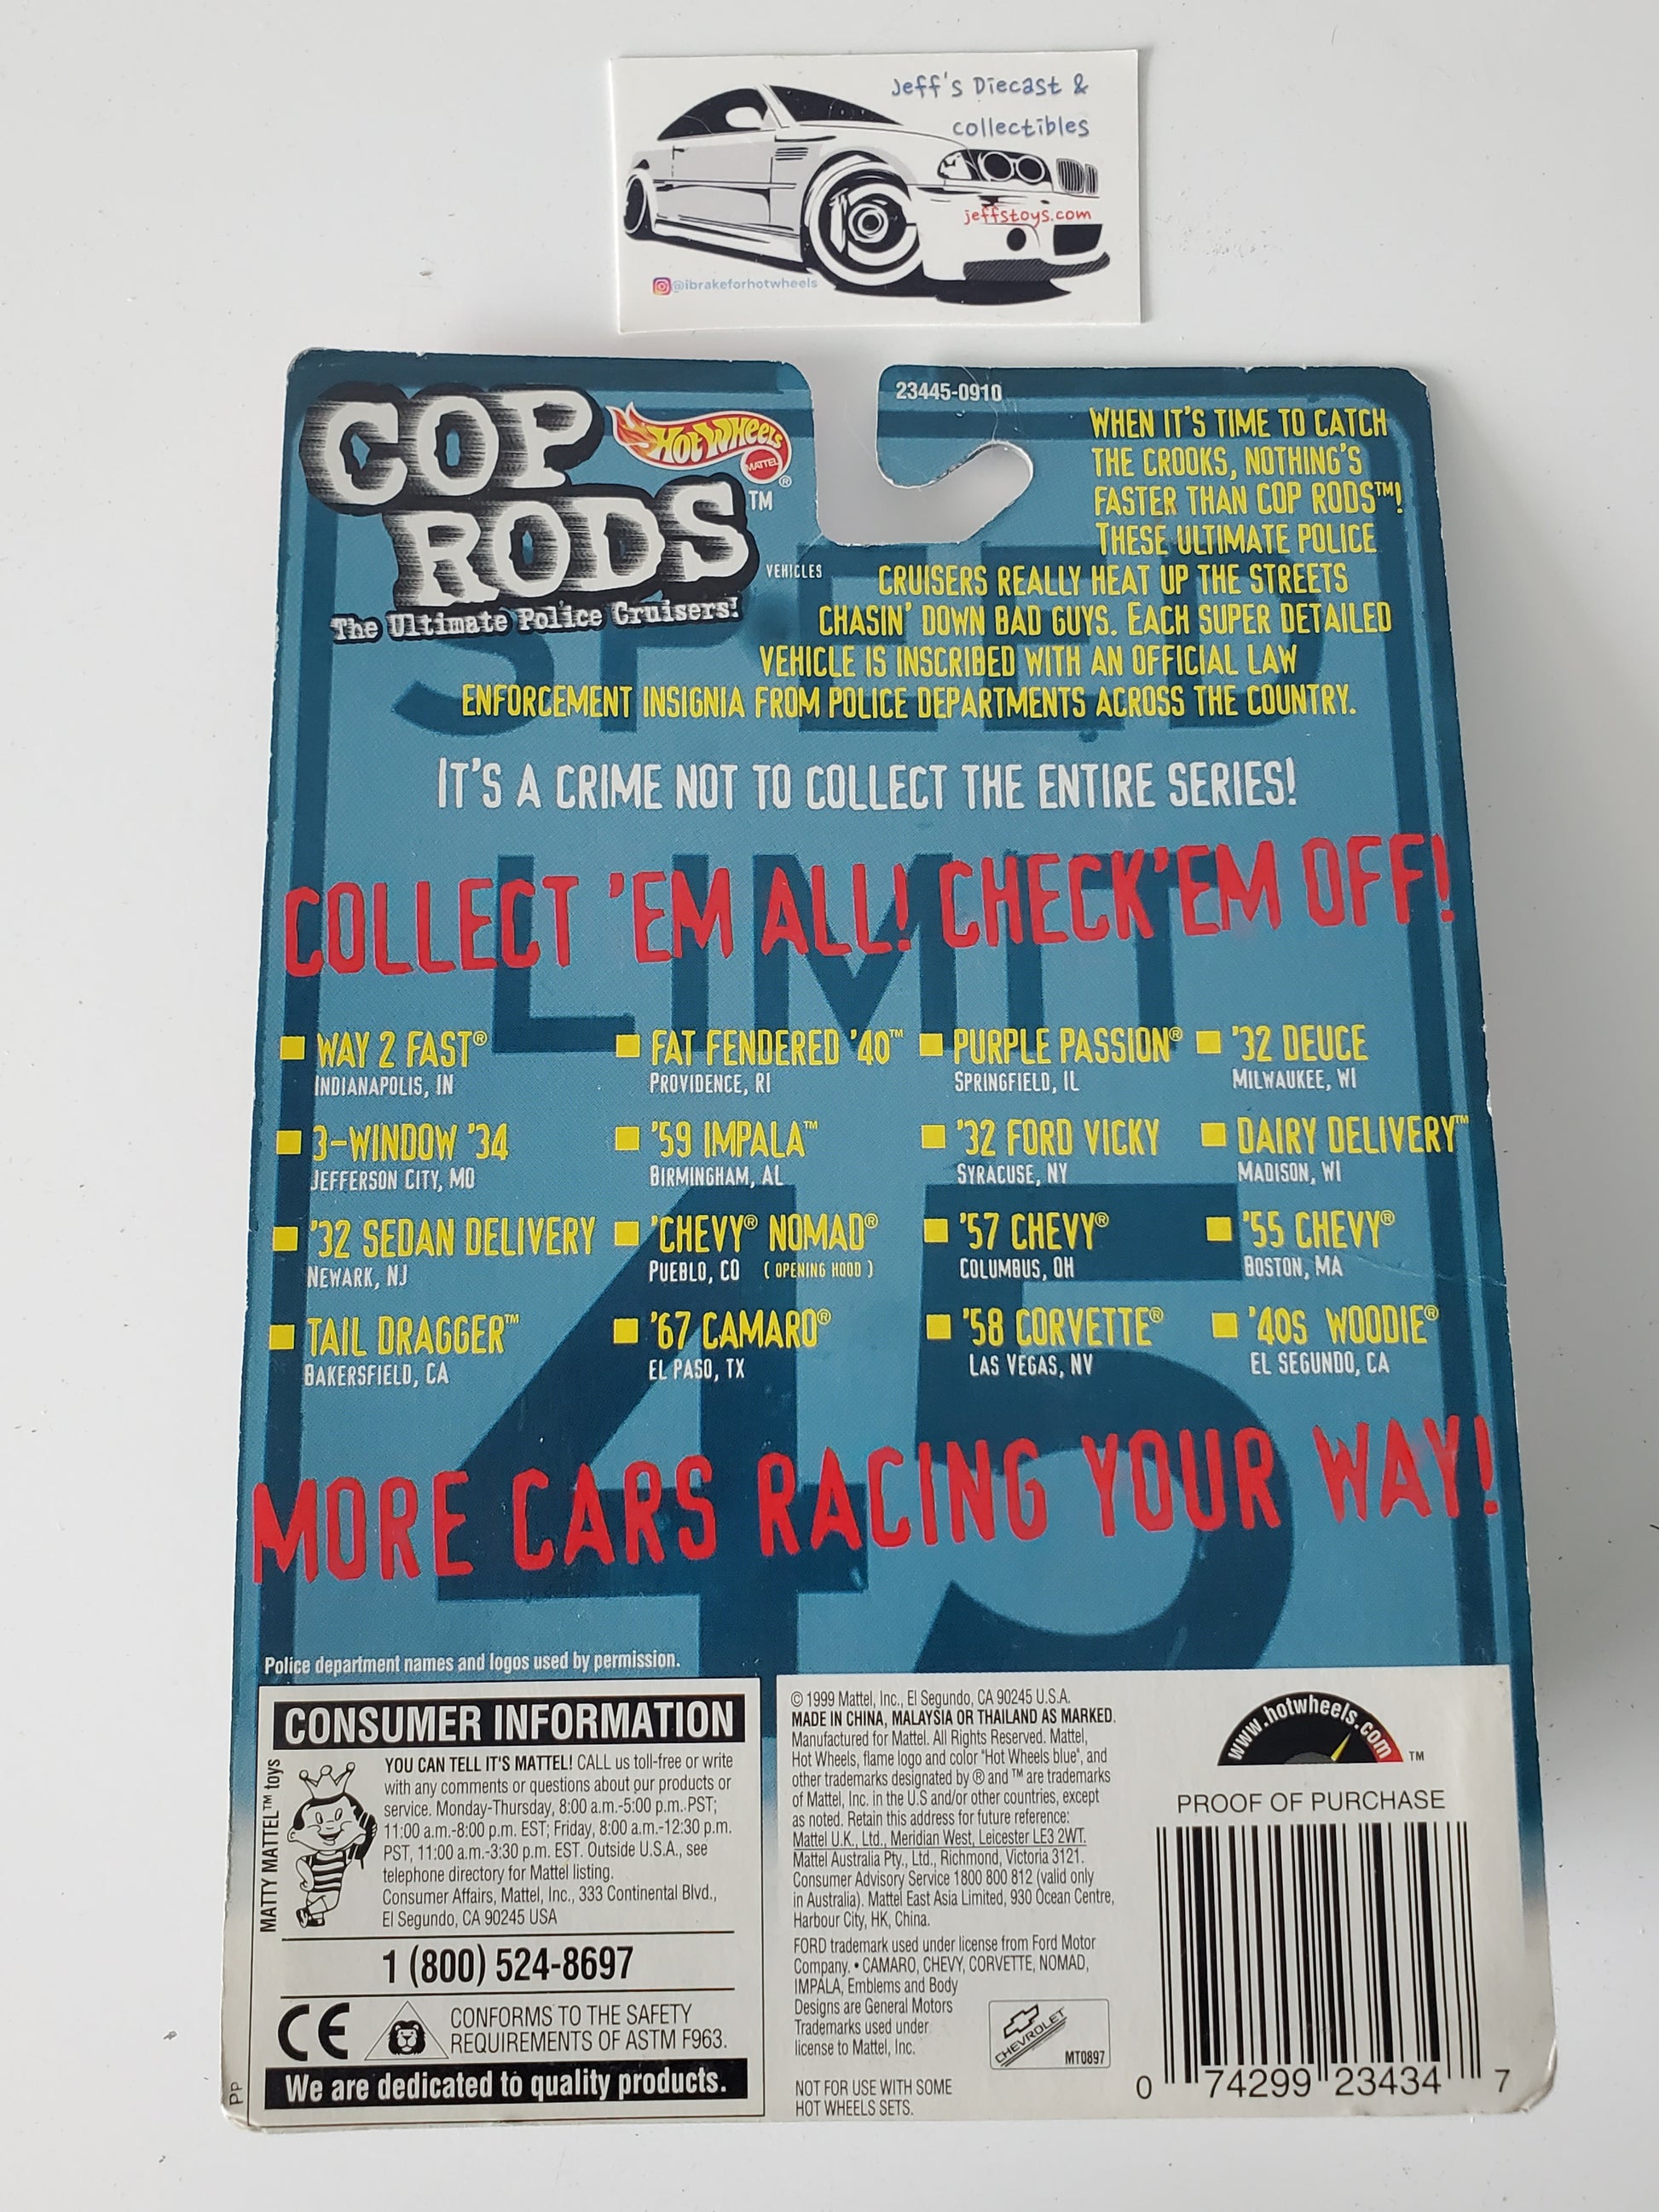 Jeff's Diecast &
collectibles
jeffstoys.com
@ibrakeforhotwheels
23445-0910
COP
RODS
™
Hot Wheels
MATTEL
®
VEHICLES
The Ultimate Police Cruisers!
WHEN IT'S TIME TO CATCH
THE CROOKS, NOTHING'S
FASTER THAN COP RODS™!
THESE ULTIMATE POLICE
CRUISERS REALLY HEAT UP THE STREETS
CHASIN' DOWN BAD GUYS. EACH SUPER DETAILED
VEHICLE IS INSCRIBED WITH AN OFFICIAL LAW
ENFORCEMENT INSIGNIA FROM POLICE DEPARTMENTS ACROSS THE COUNTRY.
SPEED
IT'S A CRIME NOT TO COLLECT THE ENTIRE SERIES!
COLLECT 'EM ALL! CHECK'EM OFF!
LIMIT
WAY 2 FAST® FAT FENDERED '40™ PURPLE PASSION® '32 DEUCE
INDIANAPOLIS, IN PROVIDENCE, RI SPRINGFIELD, IL MILWAUKEE, WI
3-WINDOW '34 '59 IMPALA™ '32 FORD VICKY DAIRY DELIVERY™
JEFFERSON CITY, MO BIRMINGHAM, AL SYRACUSE, NY MADISON, WI
'32 SEDAN DELIVERY 'CHEVY® NOMAD® '57 CHEVY® '55 CHEVY®
NEWARK, NJ PUEBLO, CO ( OPENING HOOD ) COLUMBUS, OH BOSTON, MA
TAIL DRAGGER™ '67 CAMARO® '58 CORVETTE® '40S WOODIE®
BAKERSFIELD, CA EL PASO, TX LAS VEGAS, NV EL SEGUNDO, CA
45
MORE CARS RACING YOUR WAY!
Police department names and logos used by permission.
CONSUMER INFORMATION
MATTY MATTEL™ toys
YOU CAN TELL IT'S MATTEL! CALL us toll-free or write
with any comments or questions about our products or
service. Monday-Thursday, 8:00 a.m.-5:00 p.m. PST;
11:00 a.m.-8:00 p.m. EST; Friday, 8:00 a.m.-12:30 p.m.
PST, 11:00 a.m.-3:30 p.m. EST. Outside U.S.A., see
telephone directory for Mattel listing.
Consumer Affairs, Mattel, Inc., 333 Continental Blvd.,
El Segundo, CA 90245 USA
1 (800) 524-8697
CE
CONFORMS TO THE SAFETY
REQUIREMENTS OF ASTM F963.
We are dedicated to quality products.
PP
© 1999 Mattel, Inc., El Segundo, CA 90245 U.S.A.
MADE IN CHINA, MALAYSIA OR THAILAND AS MARKED.
Manufactured for Mattel. All Rights Reserved. Mattel,
Hot Wheels, flame logo and color "Hot Wheels blue", and
other trademarks designated by ® and ™ are trademarks
of Mattel, Inc. in the U.S and/or other countries, except
as noted. Retain this address for future reference:
Mattel U.K., Ltd., Meridian West, Leicester LE3 2WT.
Mattel Australia Pty., Ltd., Richmond, Victoria 3121.
Consumer Advisory Service 1800 800 812 (valid only
in Australia). Mattel East Asia Limited, 930 Ocean Centre,
Harbour City, HK, China.
FORD trademark used under license from Ford Motor
Company. • CAMARO, CHEVY, CORVETTE, NOMAD,
IMPALA, Emblems and Body
Designs are General Motors
Trademarks used under
license to Mattel, Inc.
CHEVROLET
MT0897
NOT FOR USE WITH SOME
HOT WHEELS SETS.
www.hotwheels.com
™
PROOF OF PURCHASE
0 74299 23434 7